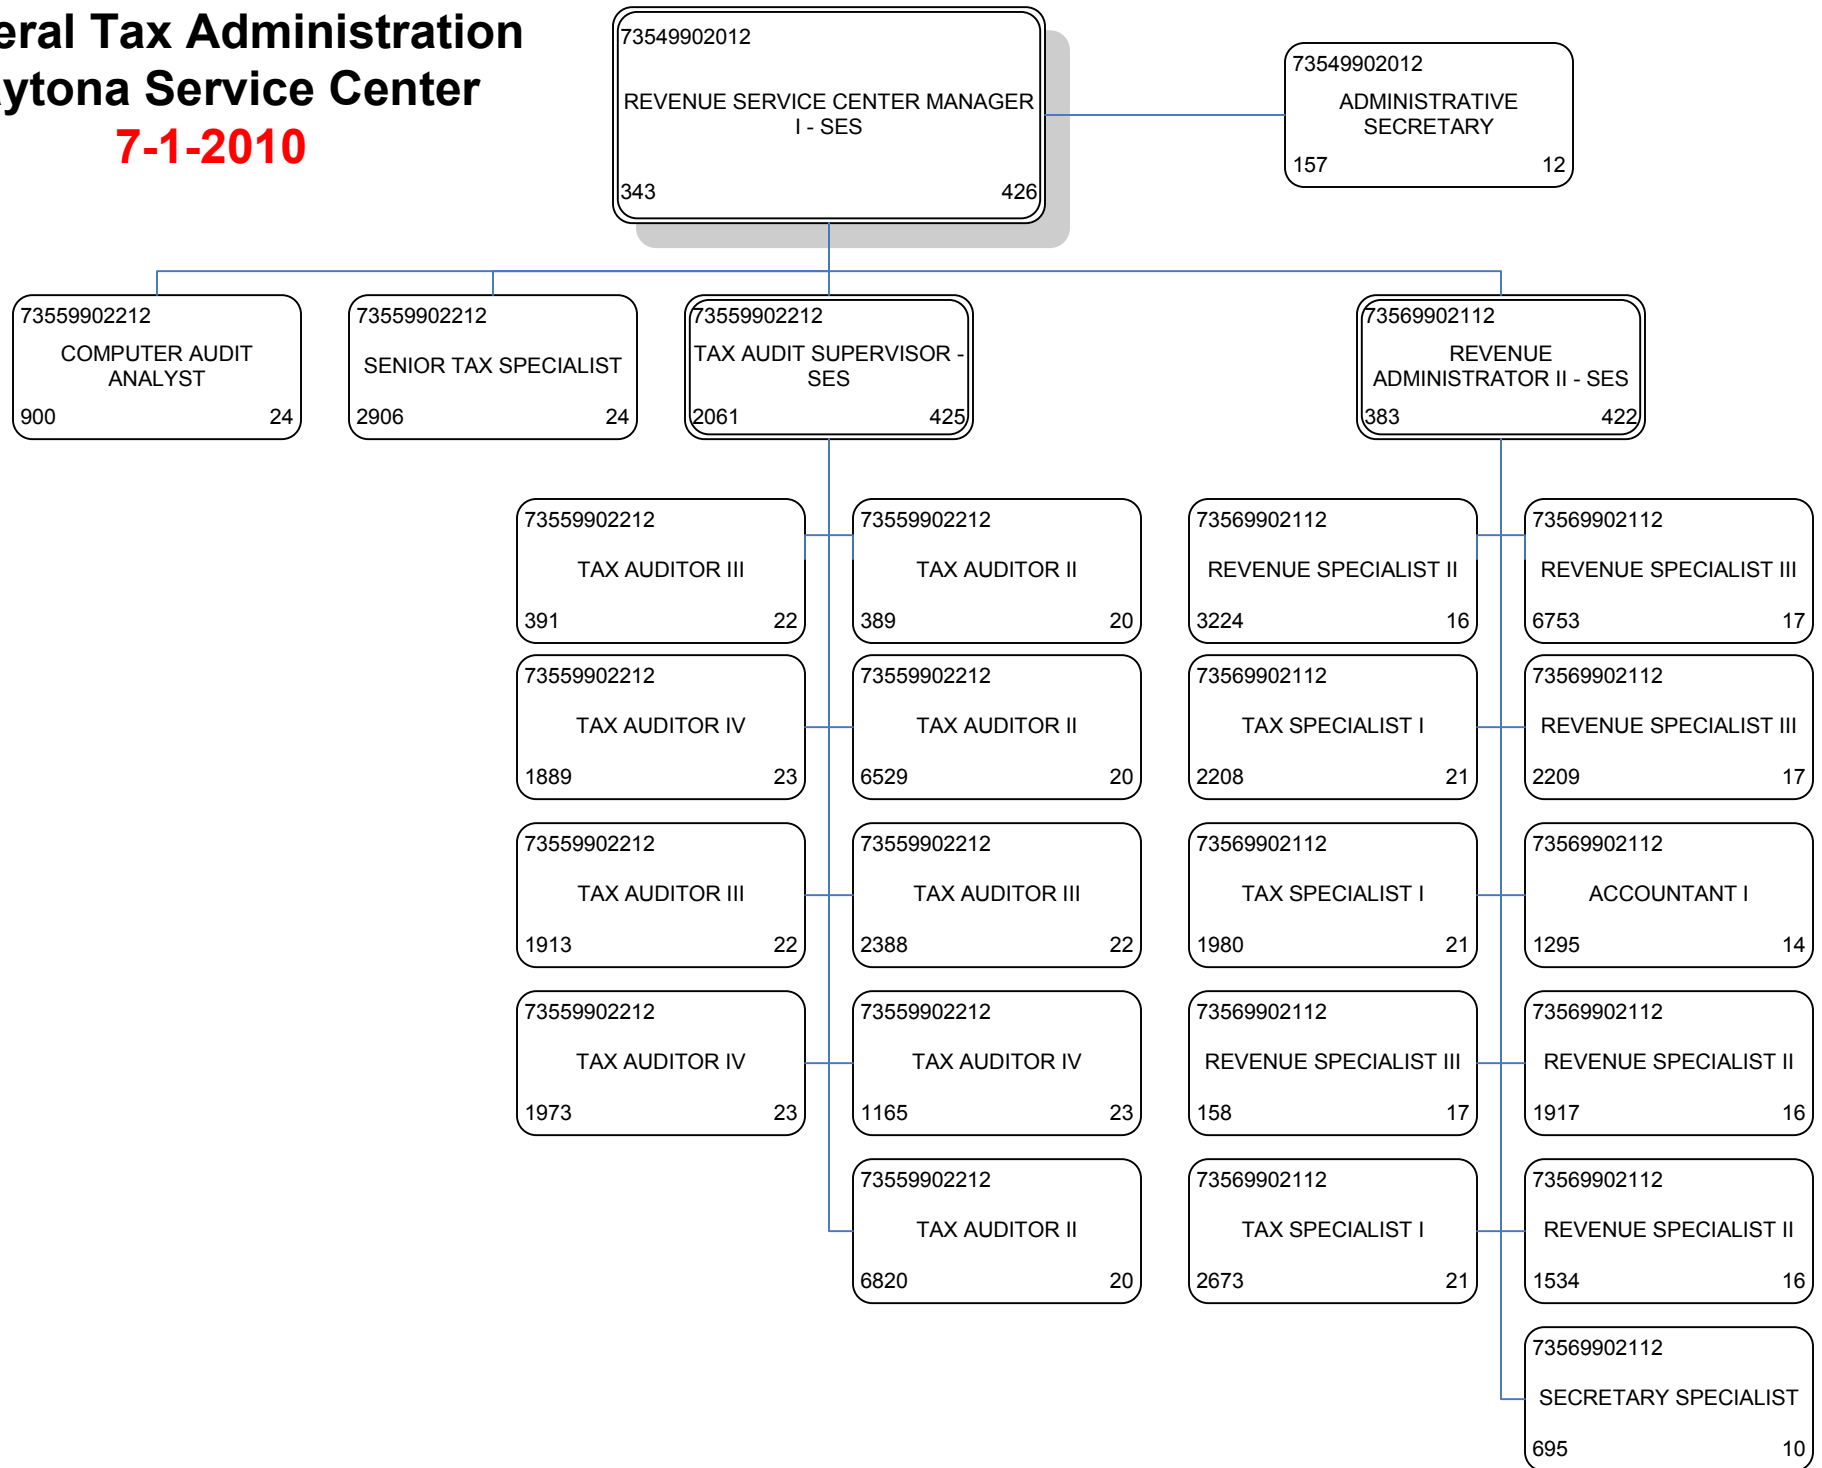 eral Tax Administration
ytona Service Center
7-1-2010
73549902012
REVENUE SERVICE CENTER MANAGER
I - SES
343 426
73549902012
ADMINISTRATIVE
SECRETARY
157 12
73559902212
COMPUTER AUDIT
ANALYST
900 24
73559902212
SENIOR TAX SPECIALIST
2906 24
73559902212
TAX AUDIT SUPERVISOR -
SES
2061 425
73569902112
REVENUE
ADMINISTRATOR II - SES
383 422
73559902212
TAX AUDITOR III
391 22
73559902212
TAX AUDITOR II
389 20
73569902112
REVENUE SPECIALIST II
3224 16
73569902112
REVENUE SPECIALIST III
6753 17
73559902212
TAX AUDITOR IV
1889 23
73559902212
TAX AUDITOR II
6529 20
73569902112
TAX SPECIALIST I
2208 21
73569902112
REVENUE SPECIALIST III
2209 17
73559902212
TAX AUDITOR III
1913 22
73559902212
TAX AUDITOR III
2388 22
73569902112
TAX SPECIALIST I
1980 21
73569902112
ACCOUNTANT I
1295 14
73559902212
TAX AUDITOR IV
1973 23
73559902212
TAX AUDITOR IV
1165 23
73569902112
REVENUE SPECIALIST III
158 17
73569902112
REVENUE SPECIALIST II
1917 16
73559902212
TAX AUDITOR II
6820 20
73569902112
TAX SPECIALIST I
2673 21
73569902112
REVENUE SPECIALIST II
1534 16
73569902112
SECRETARY SPECIALIST
695 10